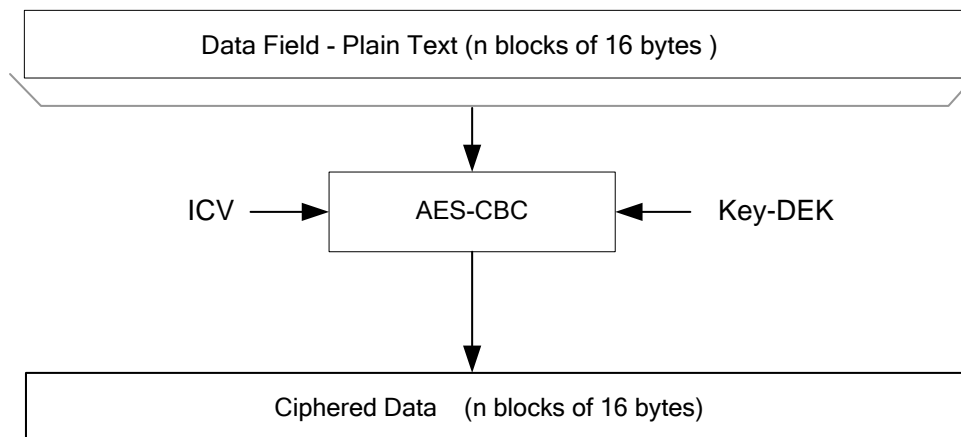 Data Field - Plain Text (n blocks of 16 bytes )
ICV
AES-CBC
Key-DEK
Ciphered Data (n blocks of 16 bytes)